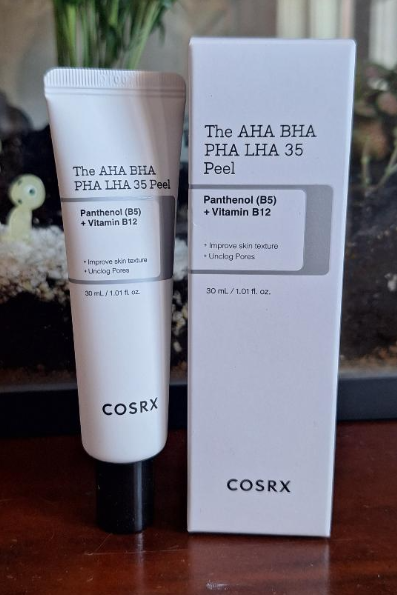 The AHA BHA
PHA LHA 35 Peel
Panthenol (B5)
+ Vitamin B12
• Improve skin texture
• Unclog Pores
30 mL / 1.01 fl. oz.
COSRX
The AHA BHA
PHA LHA 35
Peel
Panthenol (B5)
+ Vitamin B12
• Improve skin texture
• Unclog Pores
30 mL / 1.01 fl. oz.
COSRX